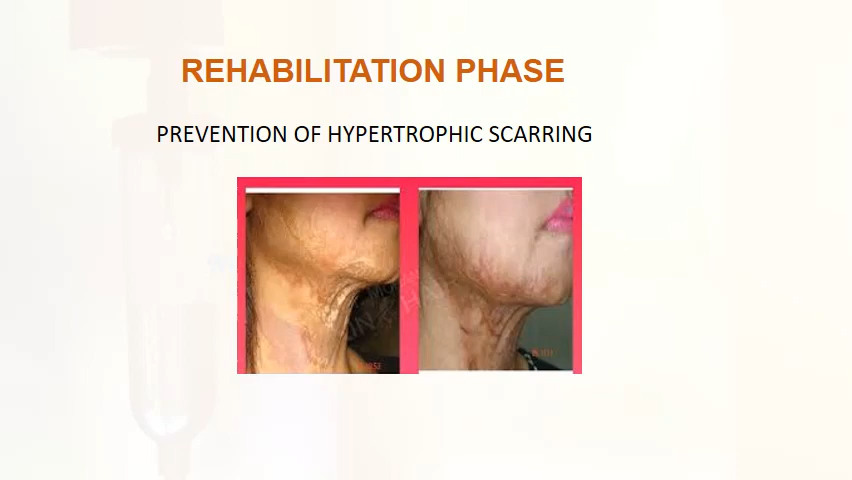 REHABILITATION PHASE
PREVENTION OF HYPERTROPHIC SCARRING